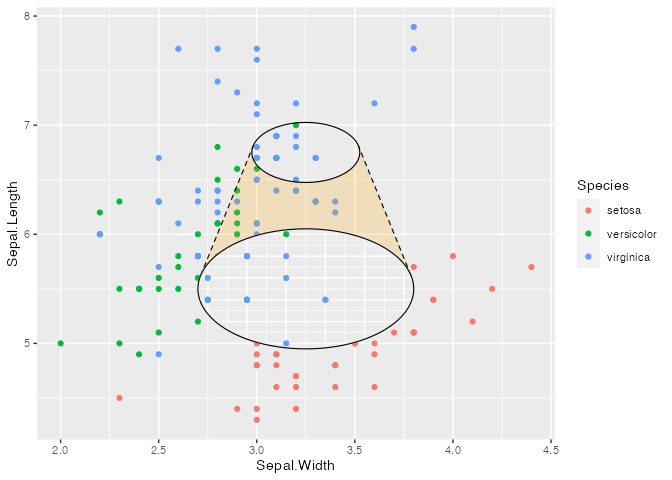 8
7
6
5
Sepal.Length
2.0 2.5 3.0 3.5 4.0 4.5
Sepal.Width
Species
setosa
versicolor
virginica